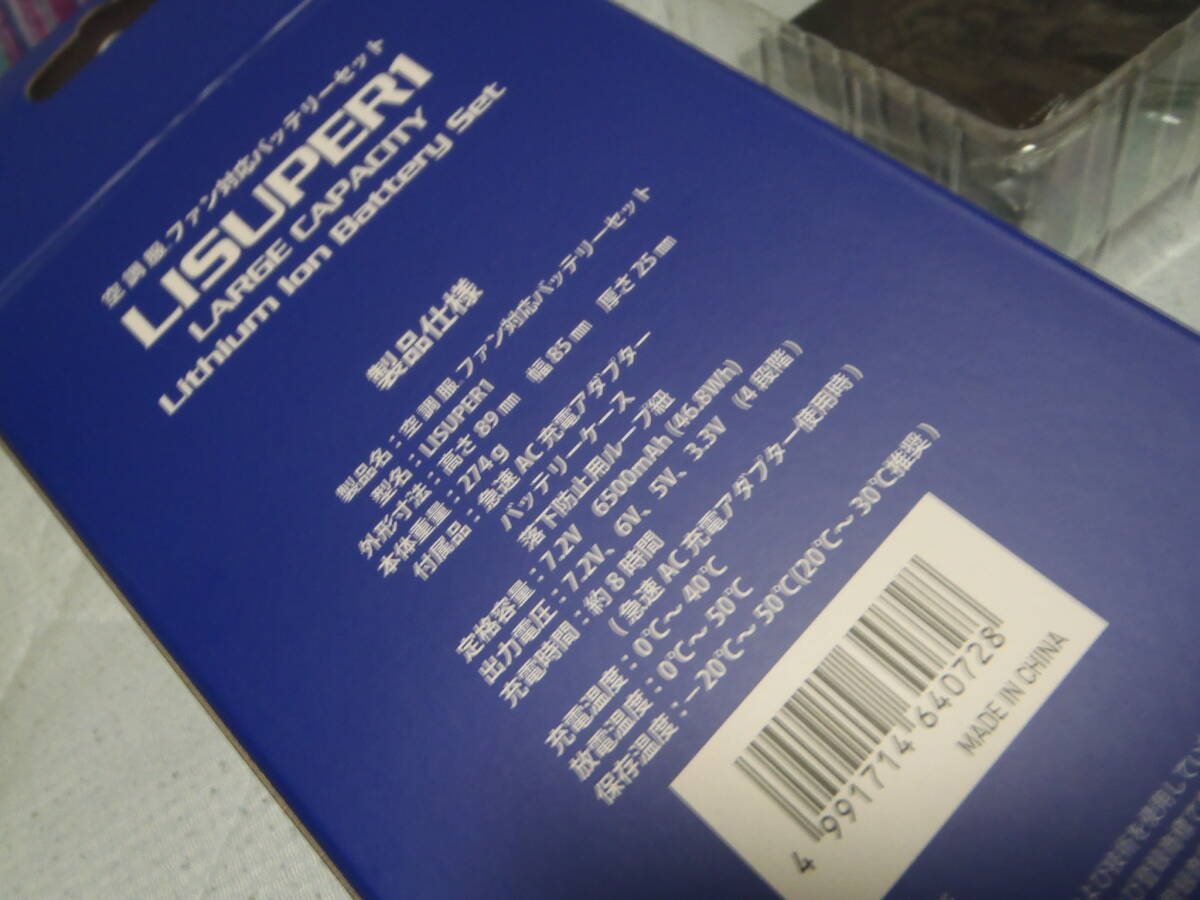 空調服 ファン対応バッテリーセット
LISUPER1
LARGE CAPACITY
Lithium Ion Battery Set
製品仕様
製品名：空調服 ファン対応バッテリーセット
型名：LISUPER1
外形寸法：高さ 89㎜ 幅 85㎜ 厚さ 25㎜
本体重量：274g
付属品：急速 AC 充電アダプター
バッテリーケース
落下防止用ループ紐
定格容量：7.2V 6500mAh (46.8Wh)
出力電圧：7.2V、6V、5V、3.3V (4 段階)
充電時間：約 8 時間
(急速 AC 充電アダプター使用時)
充電温度：0℃～ 40℃
放電温度：0℃～ 50℃
保存温度：－20℃～ 50℃(20℃～ 30℃推奨)
4 991714 640728
MADE IN CHINA